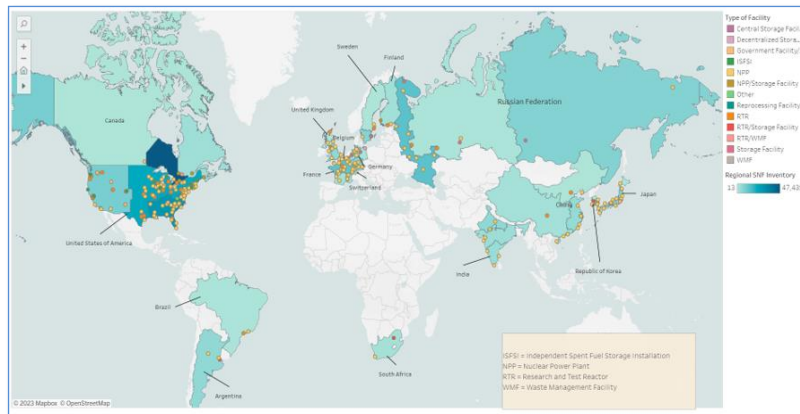 Type of Facility
Central Storage Facil..
Decentralized Stora..
Government Facility/
ISFSI
NPP
NPP/Storage Facility
Other
Reprocessing Facility
RTR
RTR/Storage Facility
RTR/WMF
Storage Facility
WMF
Regional SNF Inventory
13
47,43
Sweden
Finland
Russian Federation
Canada
United Kingdom
Belgium
Germany
France
Switzerland
Japan
China
United States of America
Republic of Korea
India
Brazil
South Africa
Argentina
ISFSI = Independent Spent Fuel Storage Installation
NPP = Nuclear Power Plant
RTR = Research and Test Reactor
WMF = Waste Management Facility
© 2023 Mapbox © OpenStreetMap